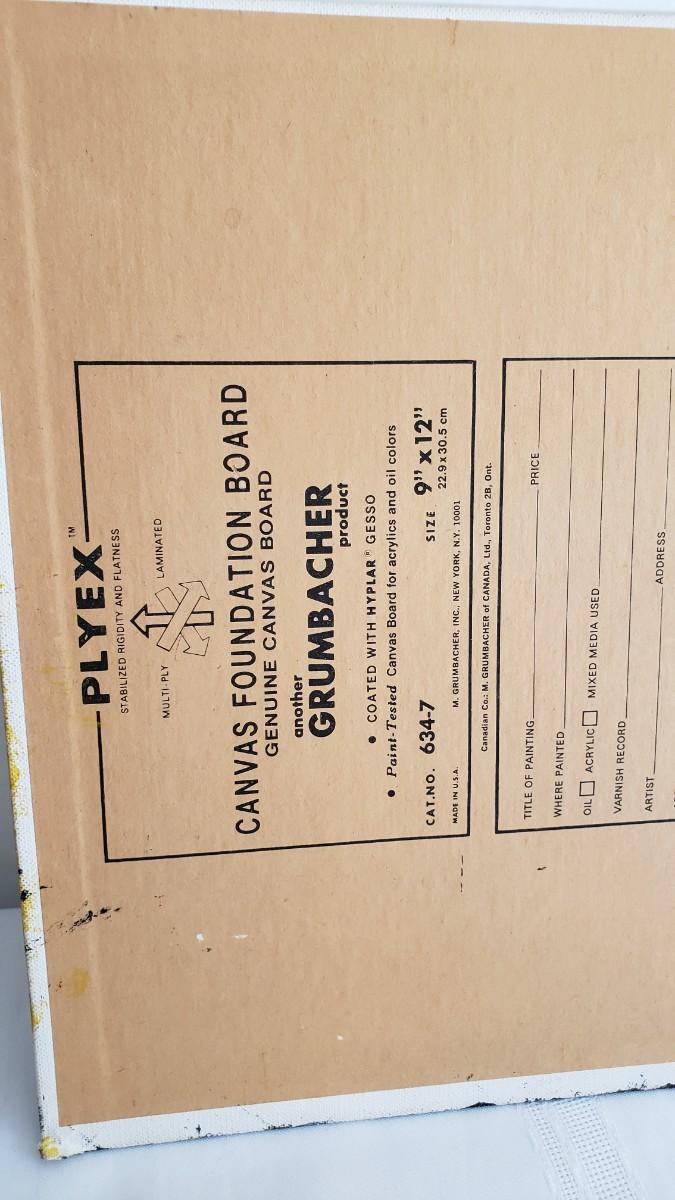 PLYEX™
STABILIZED RIGIDITY AND FLATNESS
MULTI-PLY LAMINATED
CANVAS FOUNDATION BOARD
GENUINE CANVAS BOARD
another
GRUMBACHER
product
• COATED WITH HYPLAR® GESSO
• Paint-Tested Canvas Board for acrylics and oil colors
CAT.NO. 634-7 SIZE 9" x 12"
22.9 x 30.5 cm
MADE IN U.S.A. M. GRUMBACHER, INC., NEW YORK, N.Y. 10001
Canadian Co.: M. GRUMBACHER of CANADA, Ltd., Toronto 2B, Ont.
TITLE OF PAINTING PRICE
WHERE PAINTED
OIL ☐ ACRYLIC ☐ MIXED MEDIA USED
VARNISH RECORD
ARTIST ADDRESS